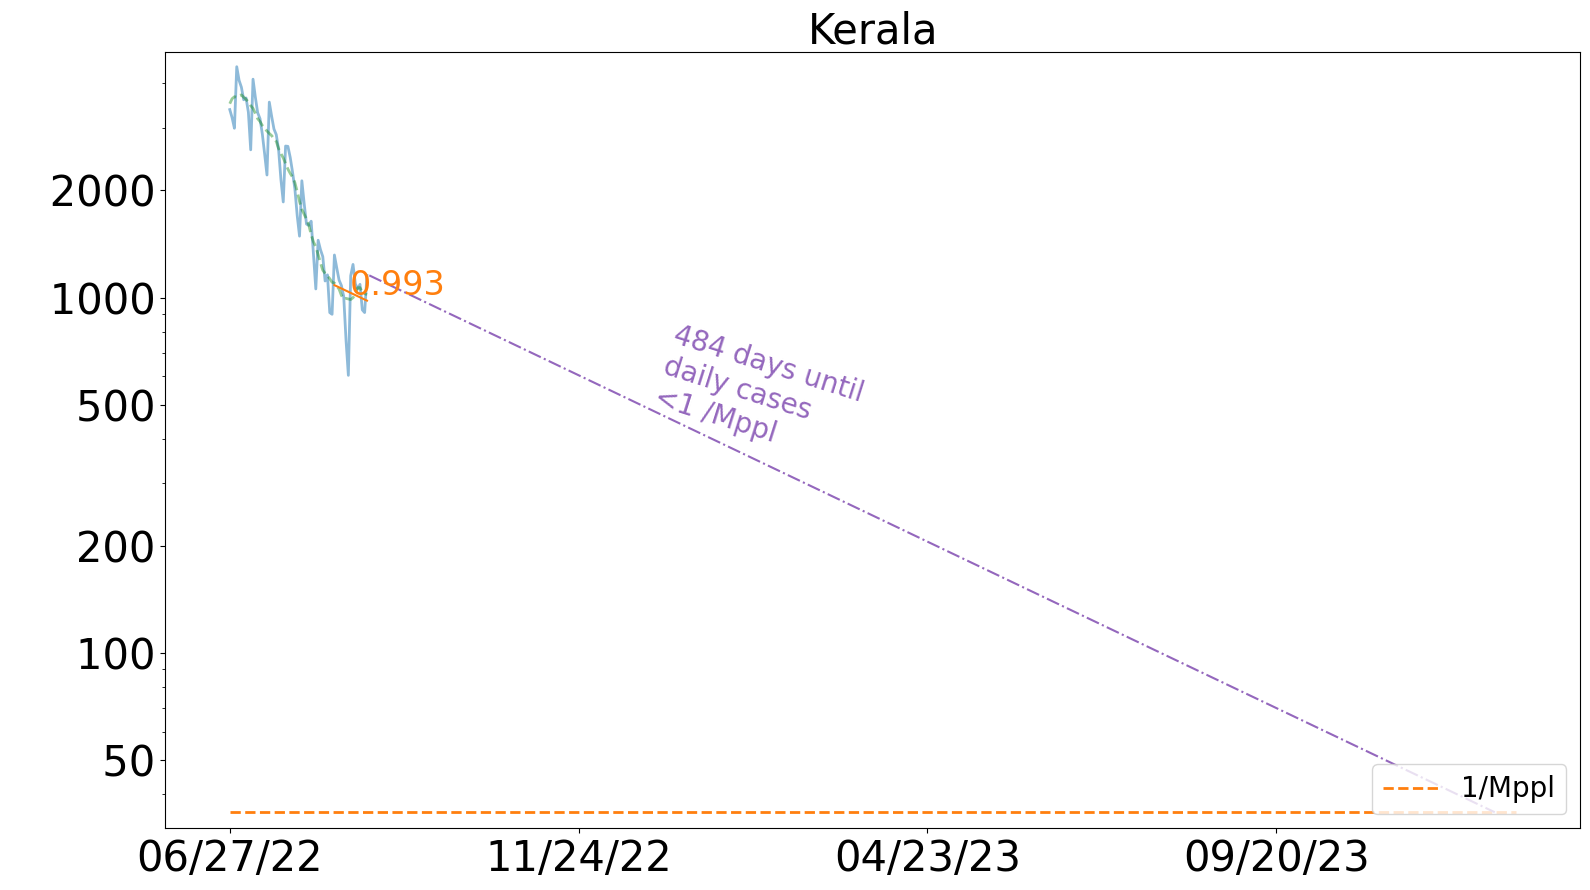 Kerala
2000
1000
500
200
100
50
0.993
484 days until
daily cases
<1 /Mppl
1/Mppl
06/27/22
11/24/22
04/23/23
09/20/23